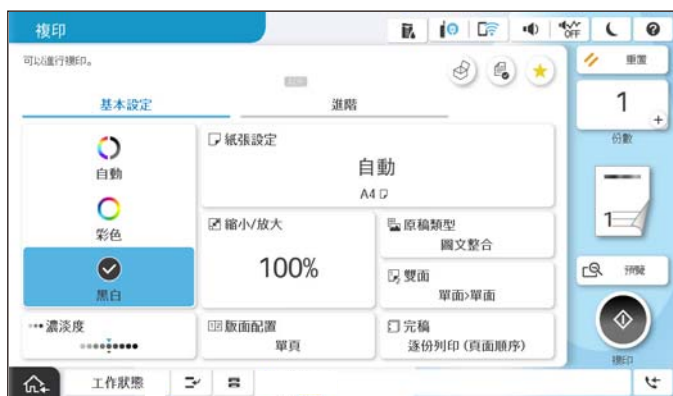 複印
OFF
可以進行複印。
重置
基本設定
進階
1
份數
自動
紙張設定
自動
A4
彩色
縮小/放大
100%
原稿類型
圖文整合
1
黑白
雙面
單面>單面
預覽
濃淡度
版面配置
單頁
完稿
逐份列印 (頁面順序)
複印
工作狀態